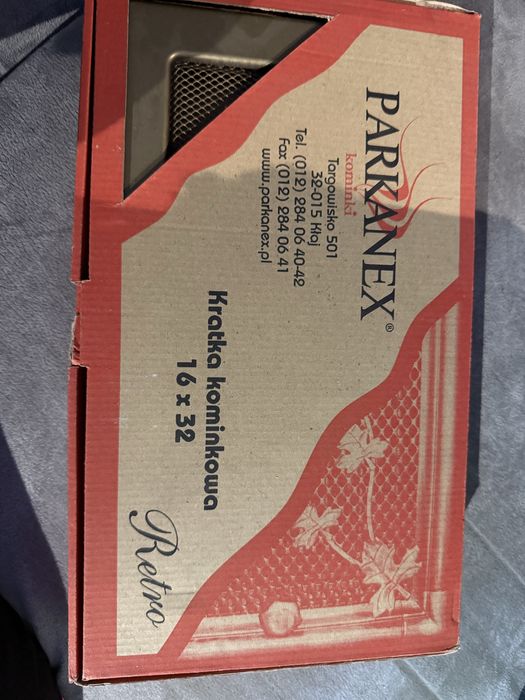 PARKANEX®
kominki
Targowisko 501
32-015 Kłaj
Tel. (012) 284 06 40-42
Fax (012) 284 06 41
www.parkanex.pl
Kratka kominkowa
16 x 32
Retro